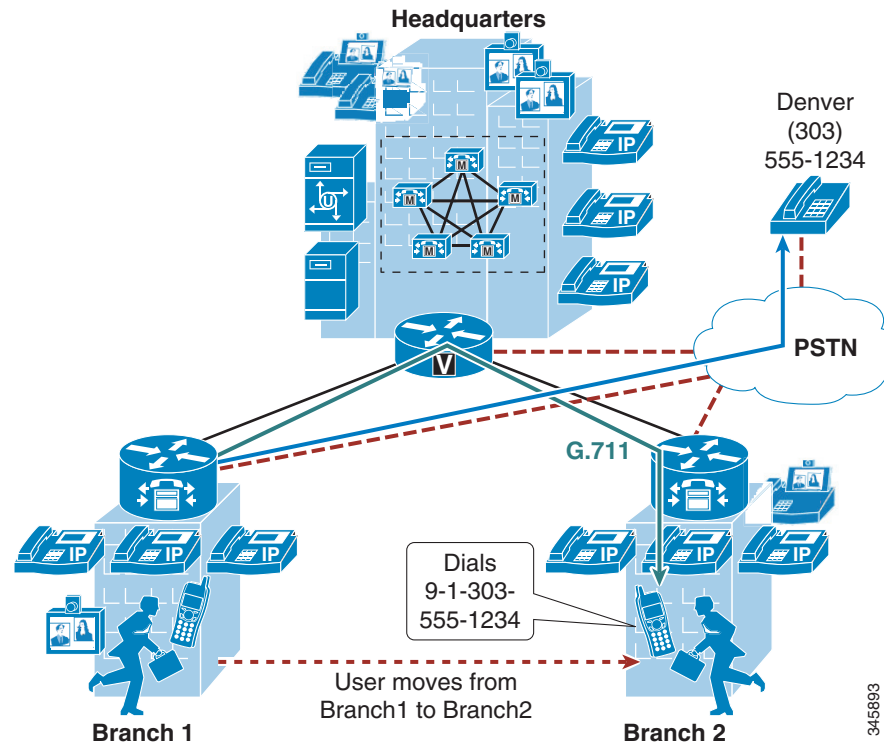 Headquarters
Denver
(303)
555-1234
M
M
M
M
M
U
IP
IP
IP
PSTN
V
G.711
IP
IP
IP
IP
IP
IP
Dials
9-1-303-
555-1234
User moves from
Branch1 to Branch2
Branch 1
Branch 2
345893